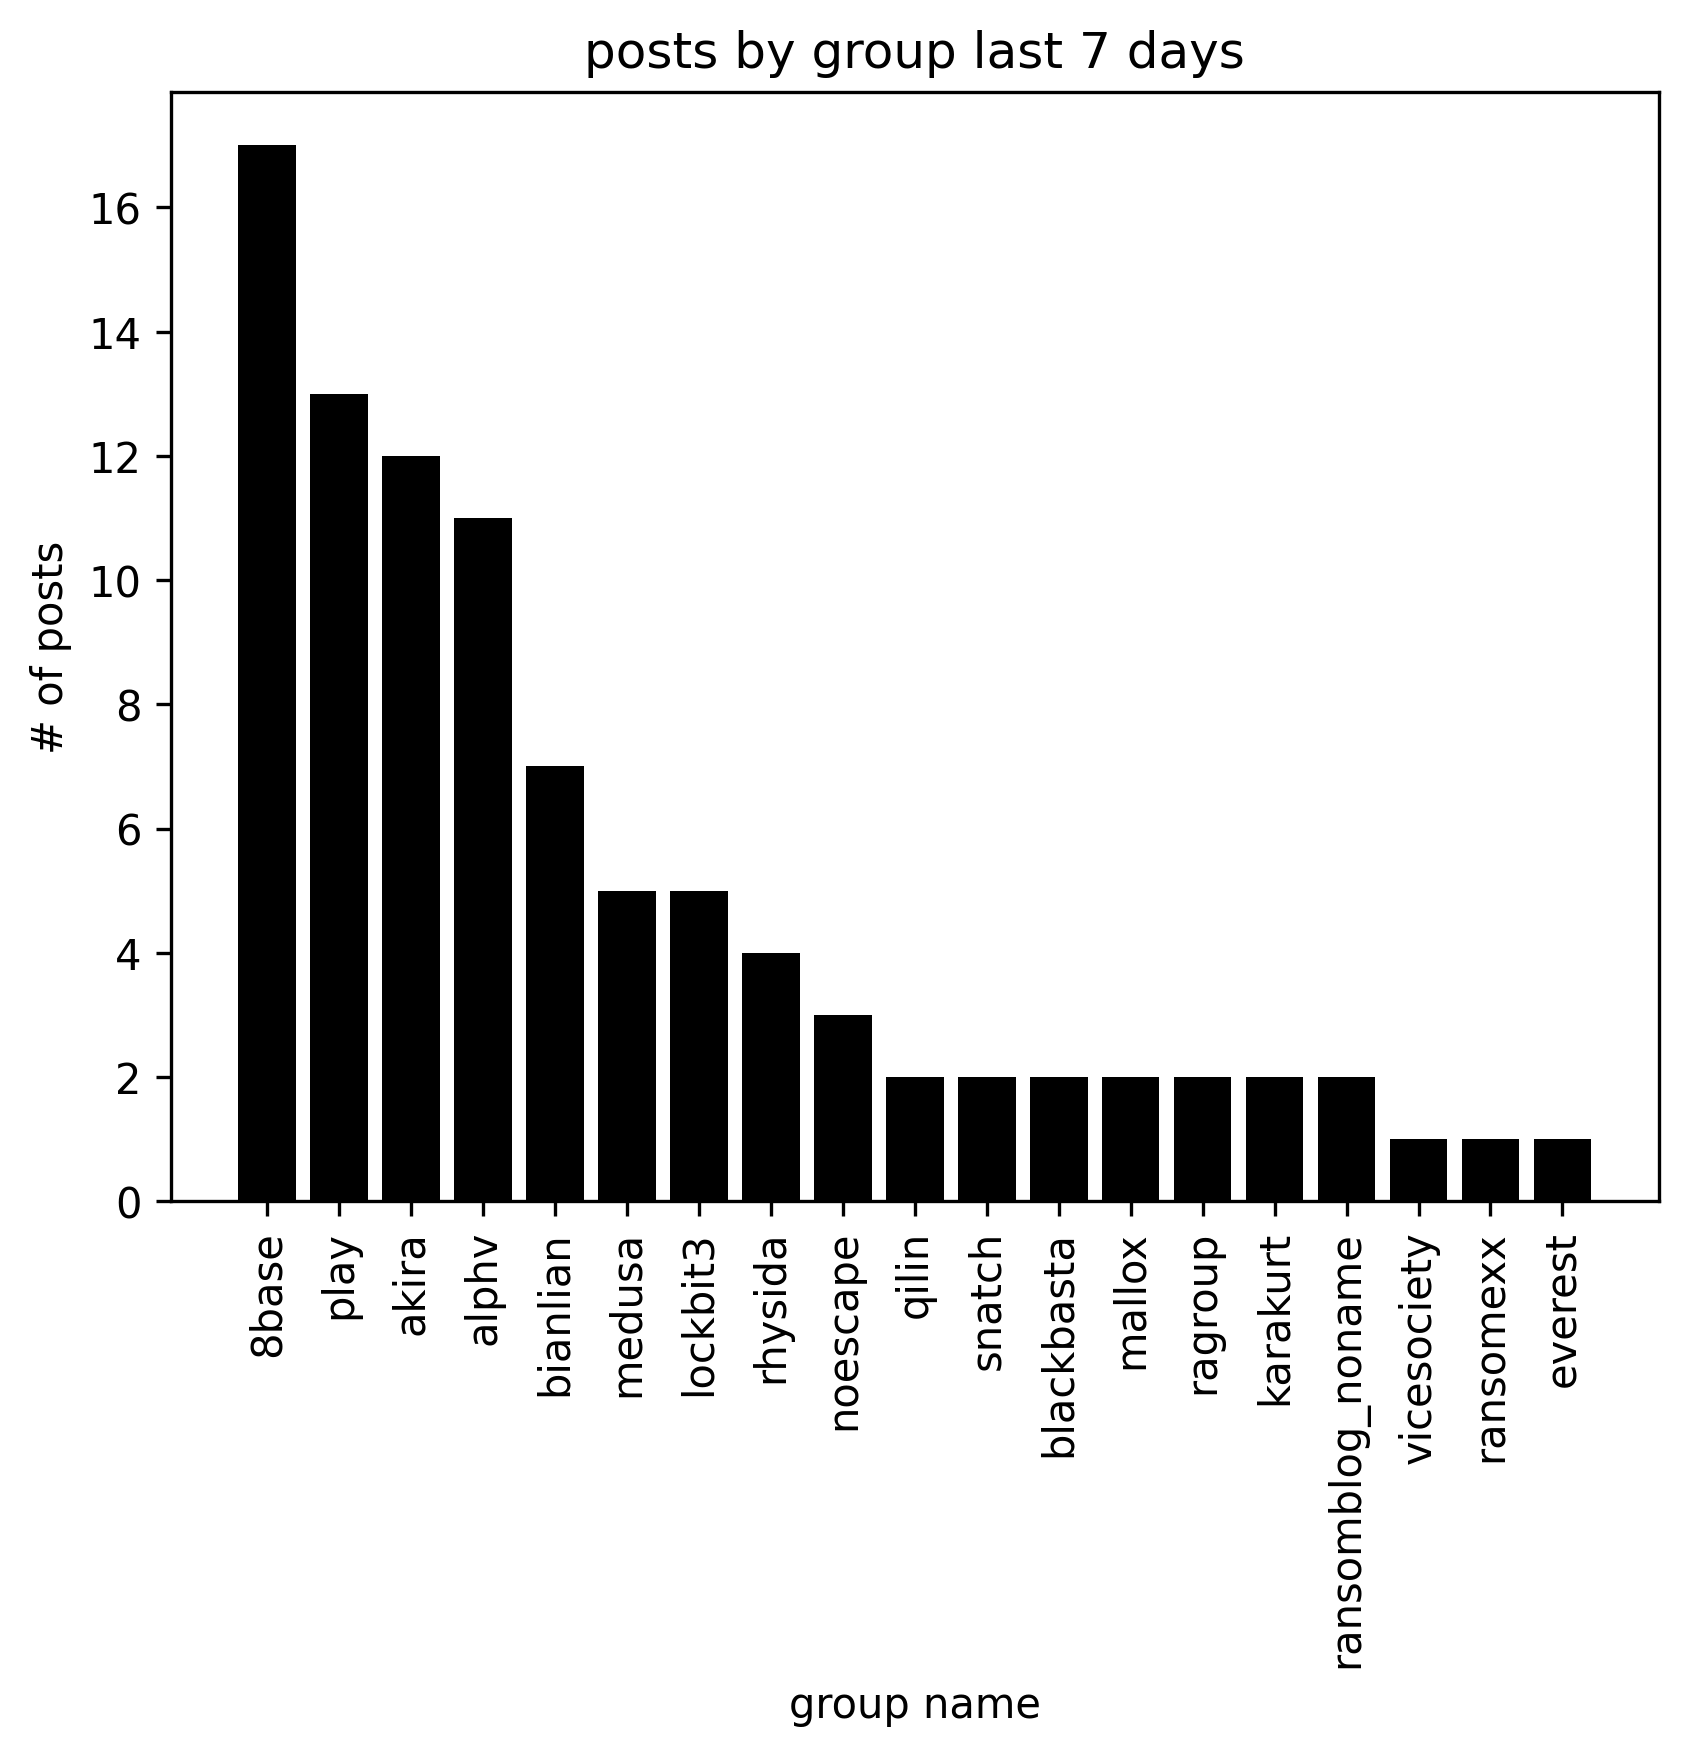 posts by group last 7 days
# of posts
16
14
12
10
8
6
4
2
0
8base
play
akira
alphv
bianlian
medusa
lockbit3
rhysida
noescape
qilin
snatch
blackbasta
mallox
ragroup
karakurt
ransomblog_noname
vicesociety
ransomexx
everest
group name